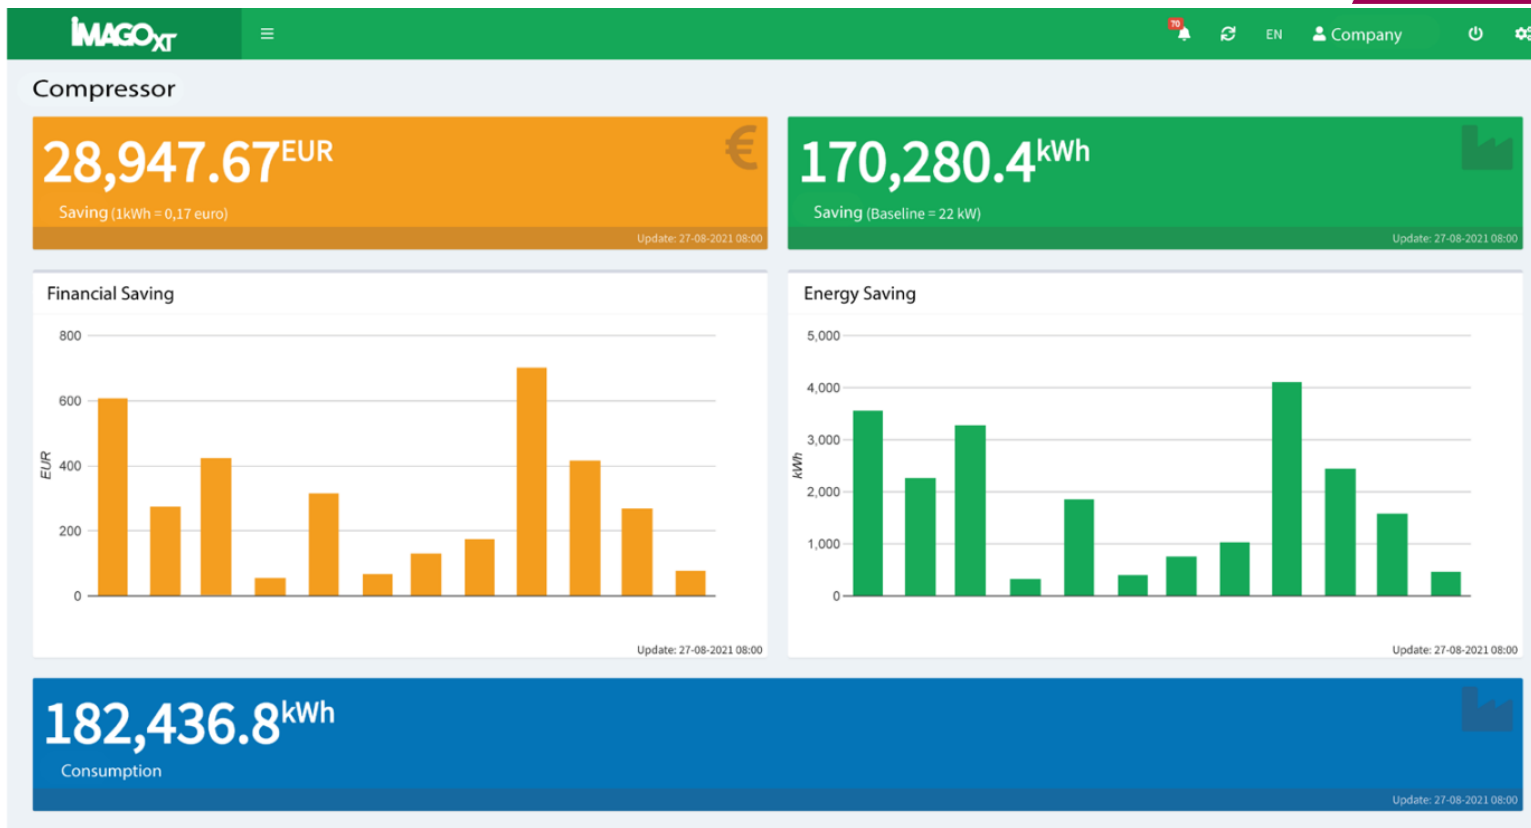 iMAGOXT
70
EN
Company
Compressor
28,947.67EUR
Saving (1kWh = 0,17 euro)
Update: 27-08-2021 08:00
170,280.4kWh
Saving (Baseline = 22 kW)
Update: 27-08-2021 08:00
Financial Saving
800
600
400
200
0
EUR
Update: 27-08-2021 08:00
Energy Saving
5,000
4,000
3,000
2,000
1,000
0
kWh
Update: 27-08-2021 08:00
182,436.8kWh
Consumption
Update: 27-08-2021 08:00